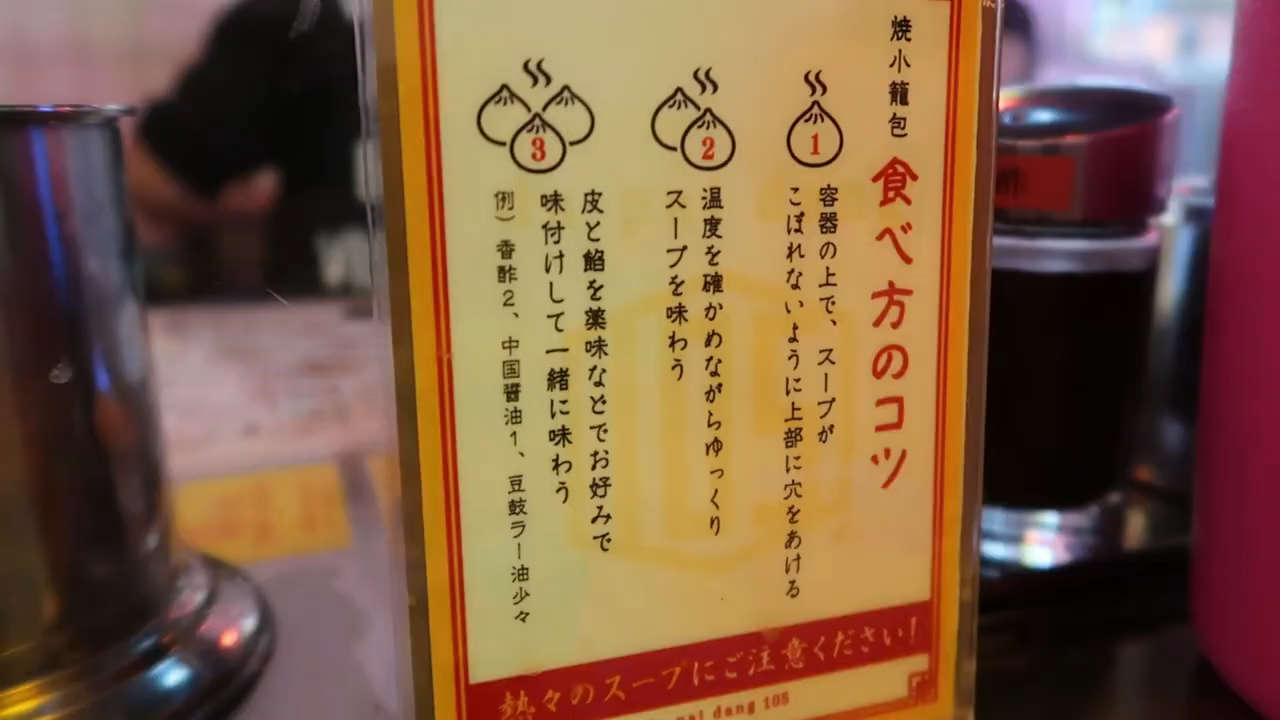 焼小籠包 食べ方のコツ
1
容器の上で、スープが
こぼれないように上部に穴をあける
2
温度を確かめながらゆっくり
スープを味わう
3
皮と餡を薬味などでお好みで
味付けして一緒に味わう
例）香酢2、中国醤油1、豆鼓ラー油少々
熱々のスープにご注意ください!
dang 105